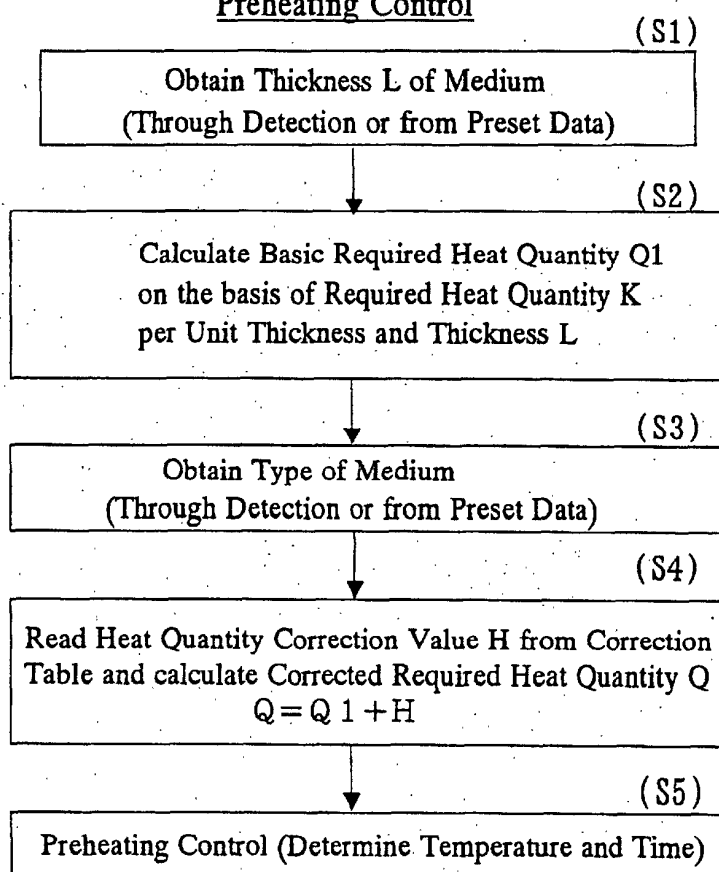 Preheating Control
(S1)
Obtain Thickness L of Medium
(Through Detection or from Preset Data)
(S2)
Calculate Basic Required Heat Quantity Q1
on the basis of Required Heat Quantity K
per Unit Thickness and Thickness L
(S3)
Obtain Type of Medium
(Through Detection or from Preset Data)
(S4)
Read Heat Quantity Correction Value H from Correction
Table and calculate Corrected Required Heat Quantity Q
Q=Q 1+H
(S5)
Preheating Control (Determine Temperature and Time)